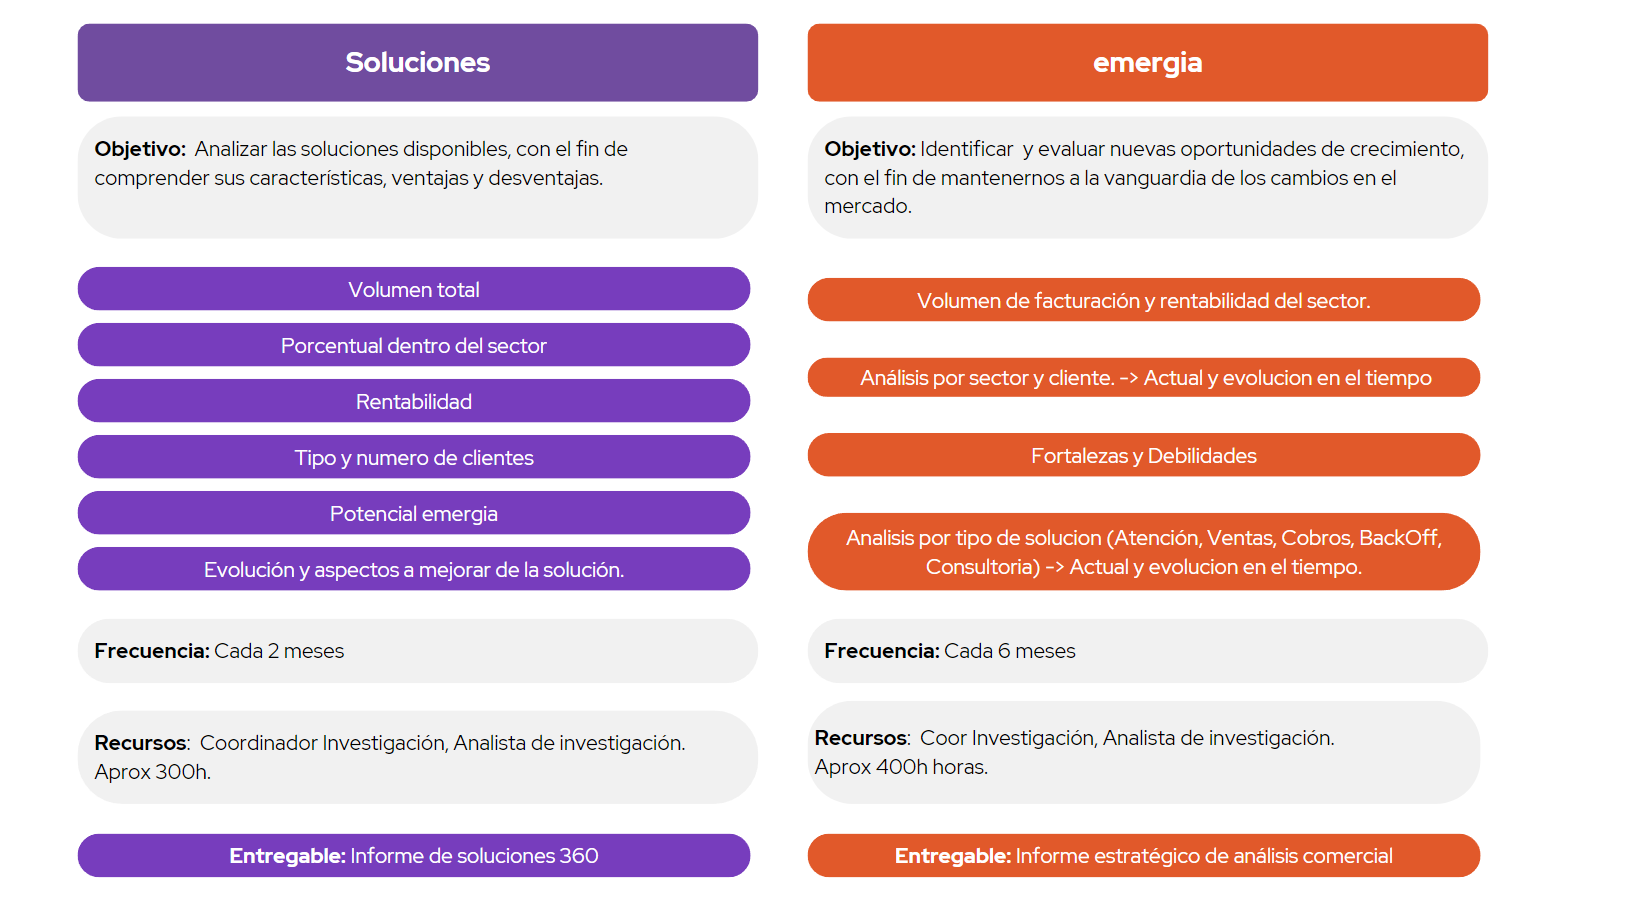 Soluciones
Objetivo: Analizar las soluciones disponibles, con el fin de
comprender sus características, ventajas y desventajas.
Volumen total
Porcentual dentro del sector
Rentabilidad
Tipo y numero de clientes
Potencial emergia
Evolución y aspectos a mejorar de la solución.
Frecuencia: Cada 2 meses
Recursos: Coordinador Investigación, Analista de investigación.
Aprox 300h.
Entregable: Informe de soluciones 360
emergia
Objetivo: Identificar y evaluar nuevas oportunidades de crecimiento,
con el fin de mantenernos a la vanguardia de los cambios en el
mercado.
Volumen de facturación y rentabilidad del sector.
Análisis por sector y cliente. -> Actual y evolucion en el tiempo
Fortalezas y Debilidades
Analisis por tipo de solucion (Atención, Ventas, Cobros, BackOff,
Consultoria) -> Actual y evolucion en el tiempo.
Frecuencia: Cada 6 meses
Recursos: Coor Investigación, Analista de investigación.
Aprox 400h horas.
Entregable: Informe estratégico de análisis comercial